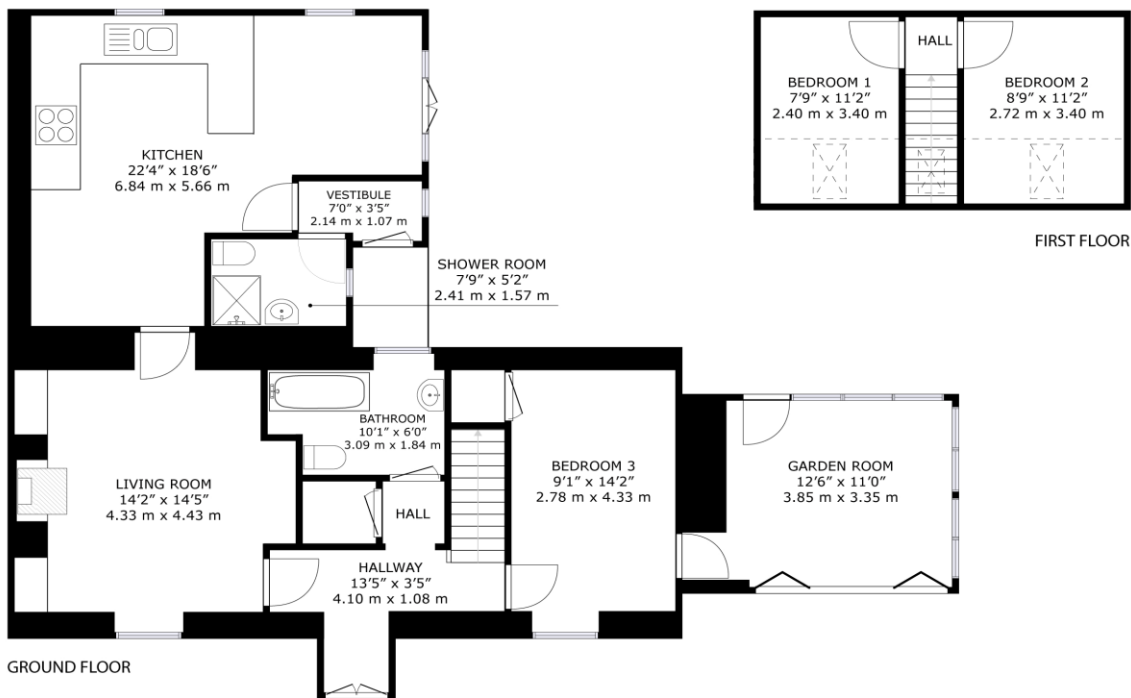 KITCHEN
22’4” x 18’6”
6.84 m x 5.66 m
VESTIBULE
7’0” x 3’5”
2.14 m x 1.07 m
SHOWER ROOM
7’9” x 5’2”
2.41 m x 1.57 m
HALL
BEDROOM 1
7’9” x 11’2”
2.40 m x 3.40 m
BEDROOM 2
8’9” x 11’2”
2.72 m x 3.40 m
FIRST FLOOR
LIVING ROOM
14’2” x 14’5”
4.33 m x 4.43 m
BATHROOM
10’1” x 6’0”
3.09 m x 1.84 m
HALL
HALLWAY
13’5” x 3’5”
4.10 m x 1.08 m
BEDROOM 3
9’1” x 14’2”
2.78 m x 4.33 m
GARDEN ROOM
12’6” x 11’0”
3.85 m x 3.35 m
GROUND FLOOR